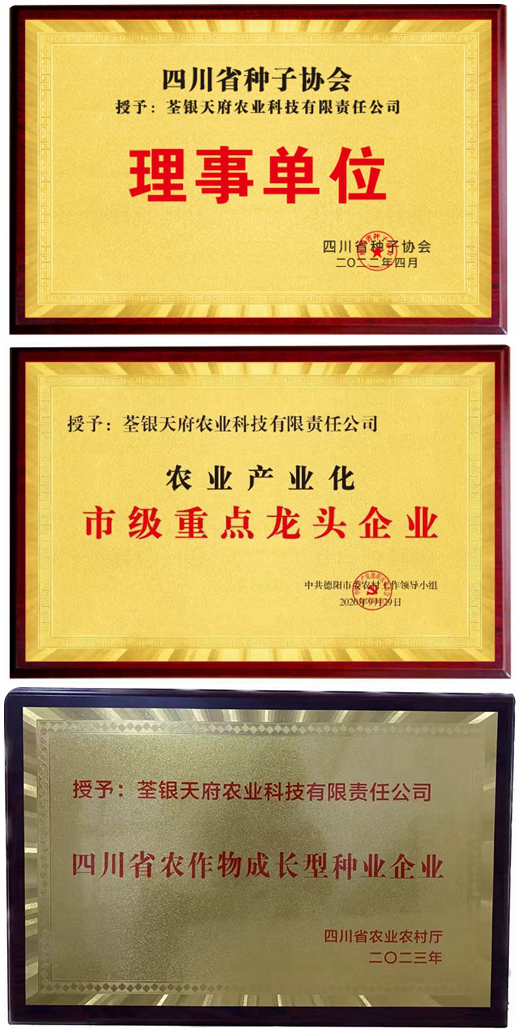 四川省种子协会
授予：荃银天府农业科技有限责任公司
理事单位
四川省种子协会
二〇二二年四月
授予：荃银天府农业科技有限责任公司
农业产业化
市级重点龙头企业
中共德阳市委农村工作领导小组
2020年9月29日
授予：荃银天府农业科技有限责任公司
四川省农作物成长型种业企业
四川省农业农村厅
二〇二三年